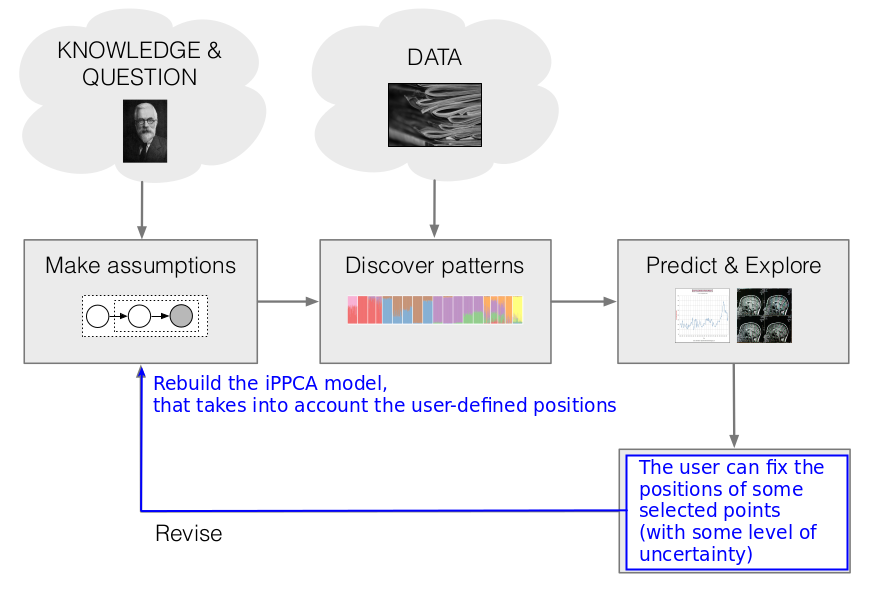 KNOWLEDGE &
QUESTION
DATA
Make assumptions
Discover patterns
Predict & Explore
Rebuild the iPPCA model,
that takes into account the user-defined positions
The user can fix the
positions of some
selected points
(with some level of
uncertainty)
Revise